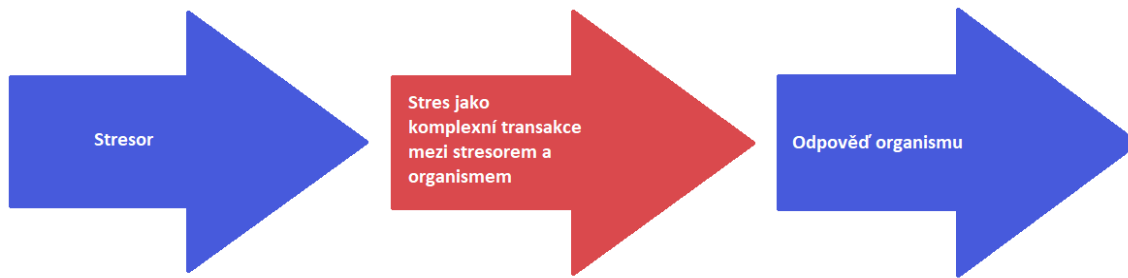 Stresor
Stres jako
komplexní transakce
mezi stresorem a
organismem
Odpověď organismu